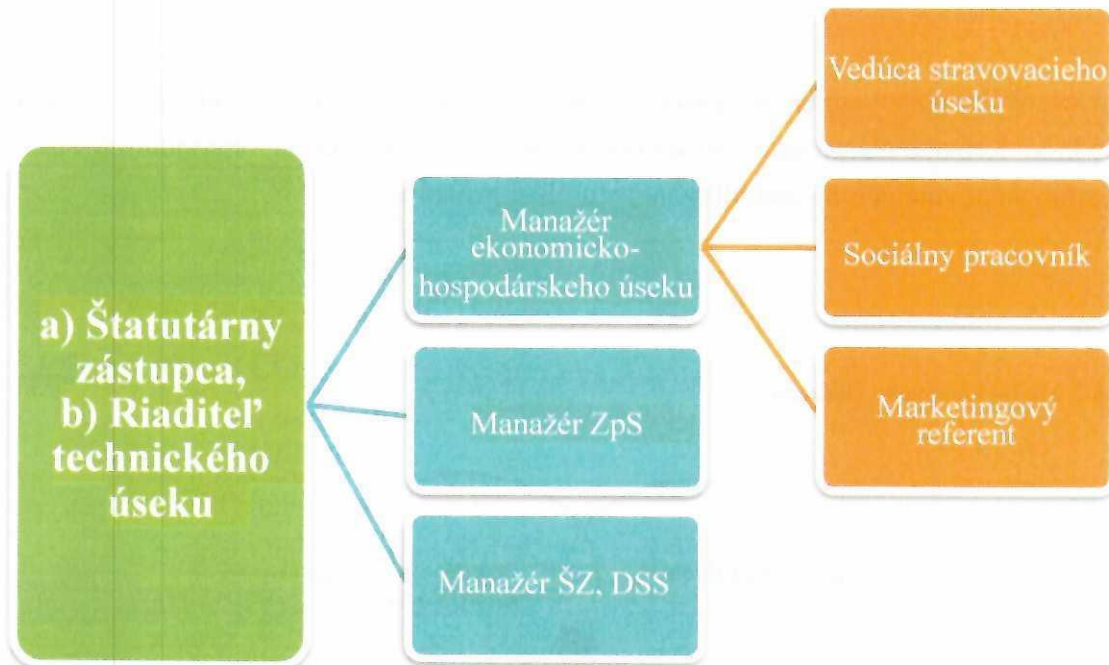 a) Štatutárny
zástupca,
b) Riaditeľ
technického
úseku
Manažér
ekonomicko-
hospodárskeho úseku
Manažér ZpS
Manažér ŠZ, DSS
Vedúca stravovacieho
úseku
Sociálny pracovník
Marketingový
referent